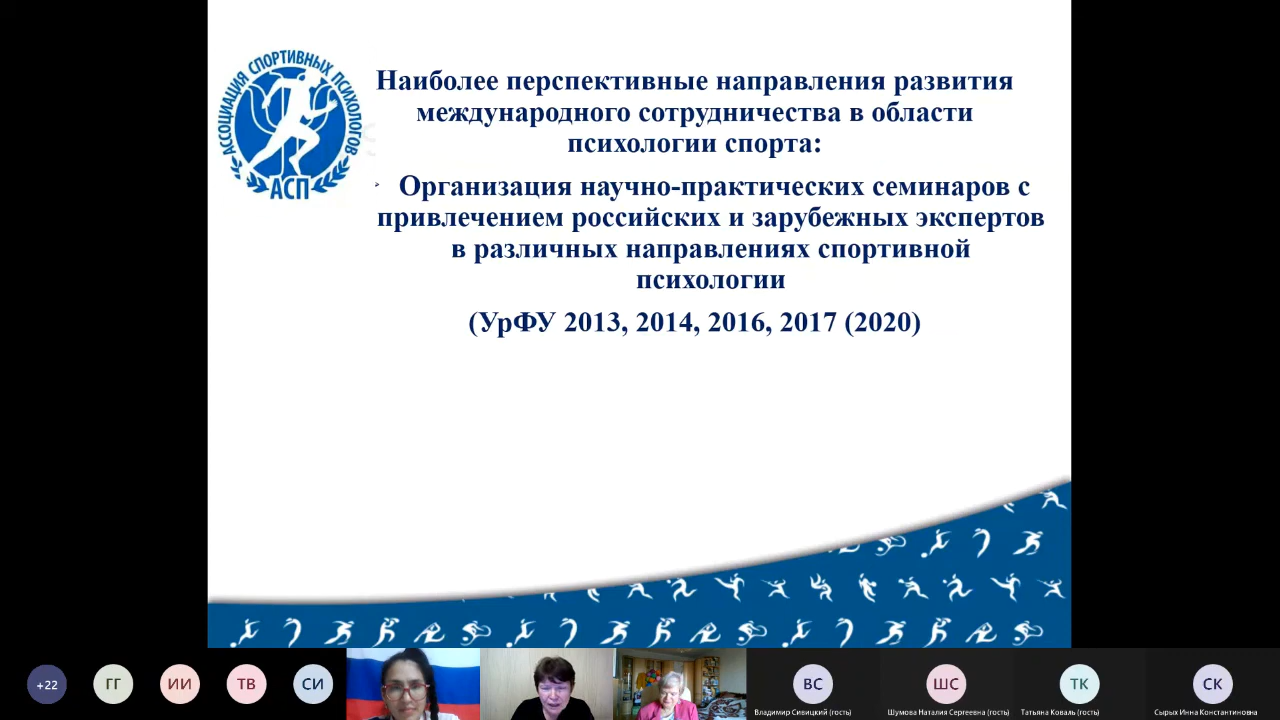 АССОЦИАЦИЯ СПОРТИВНЫХ ПСИХОЛОГОВ
АСП
Наиболее перспективные направления развития
международного сотрудничества в области
психологии спорта:
Организация научно-практических семинаров с
привлечением российских и зарубежных экспертов
в различных направлениях спортивной
психологии
(УрФУ 2013, 2014, 2016, 2017 (2020)
+22
ГГ
ИИ
ТВ
СИ
ВС
ШС
ТК
СК
Владимир Сивицкий (гость)
Шумова Наталия Сергеевна (гость)
Татьяна Коваль (гость)
Сырых Инна Константиновна